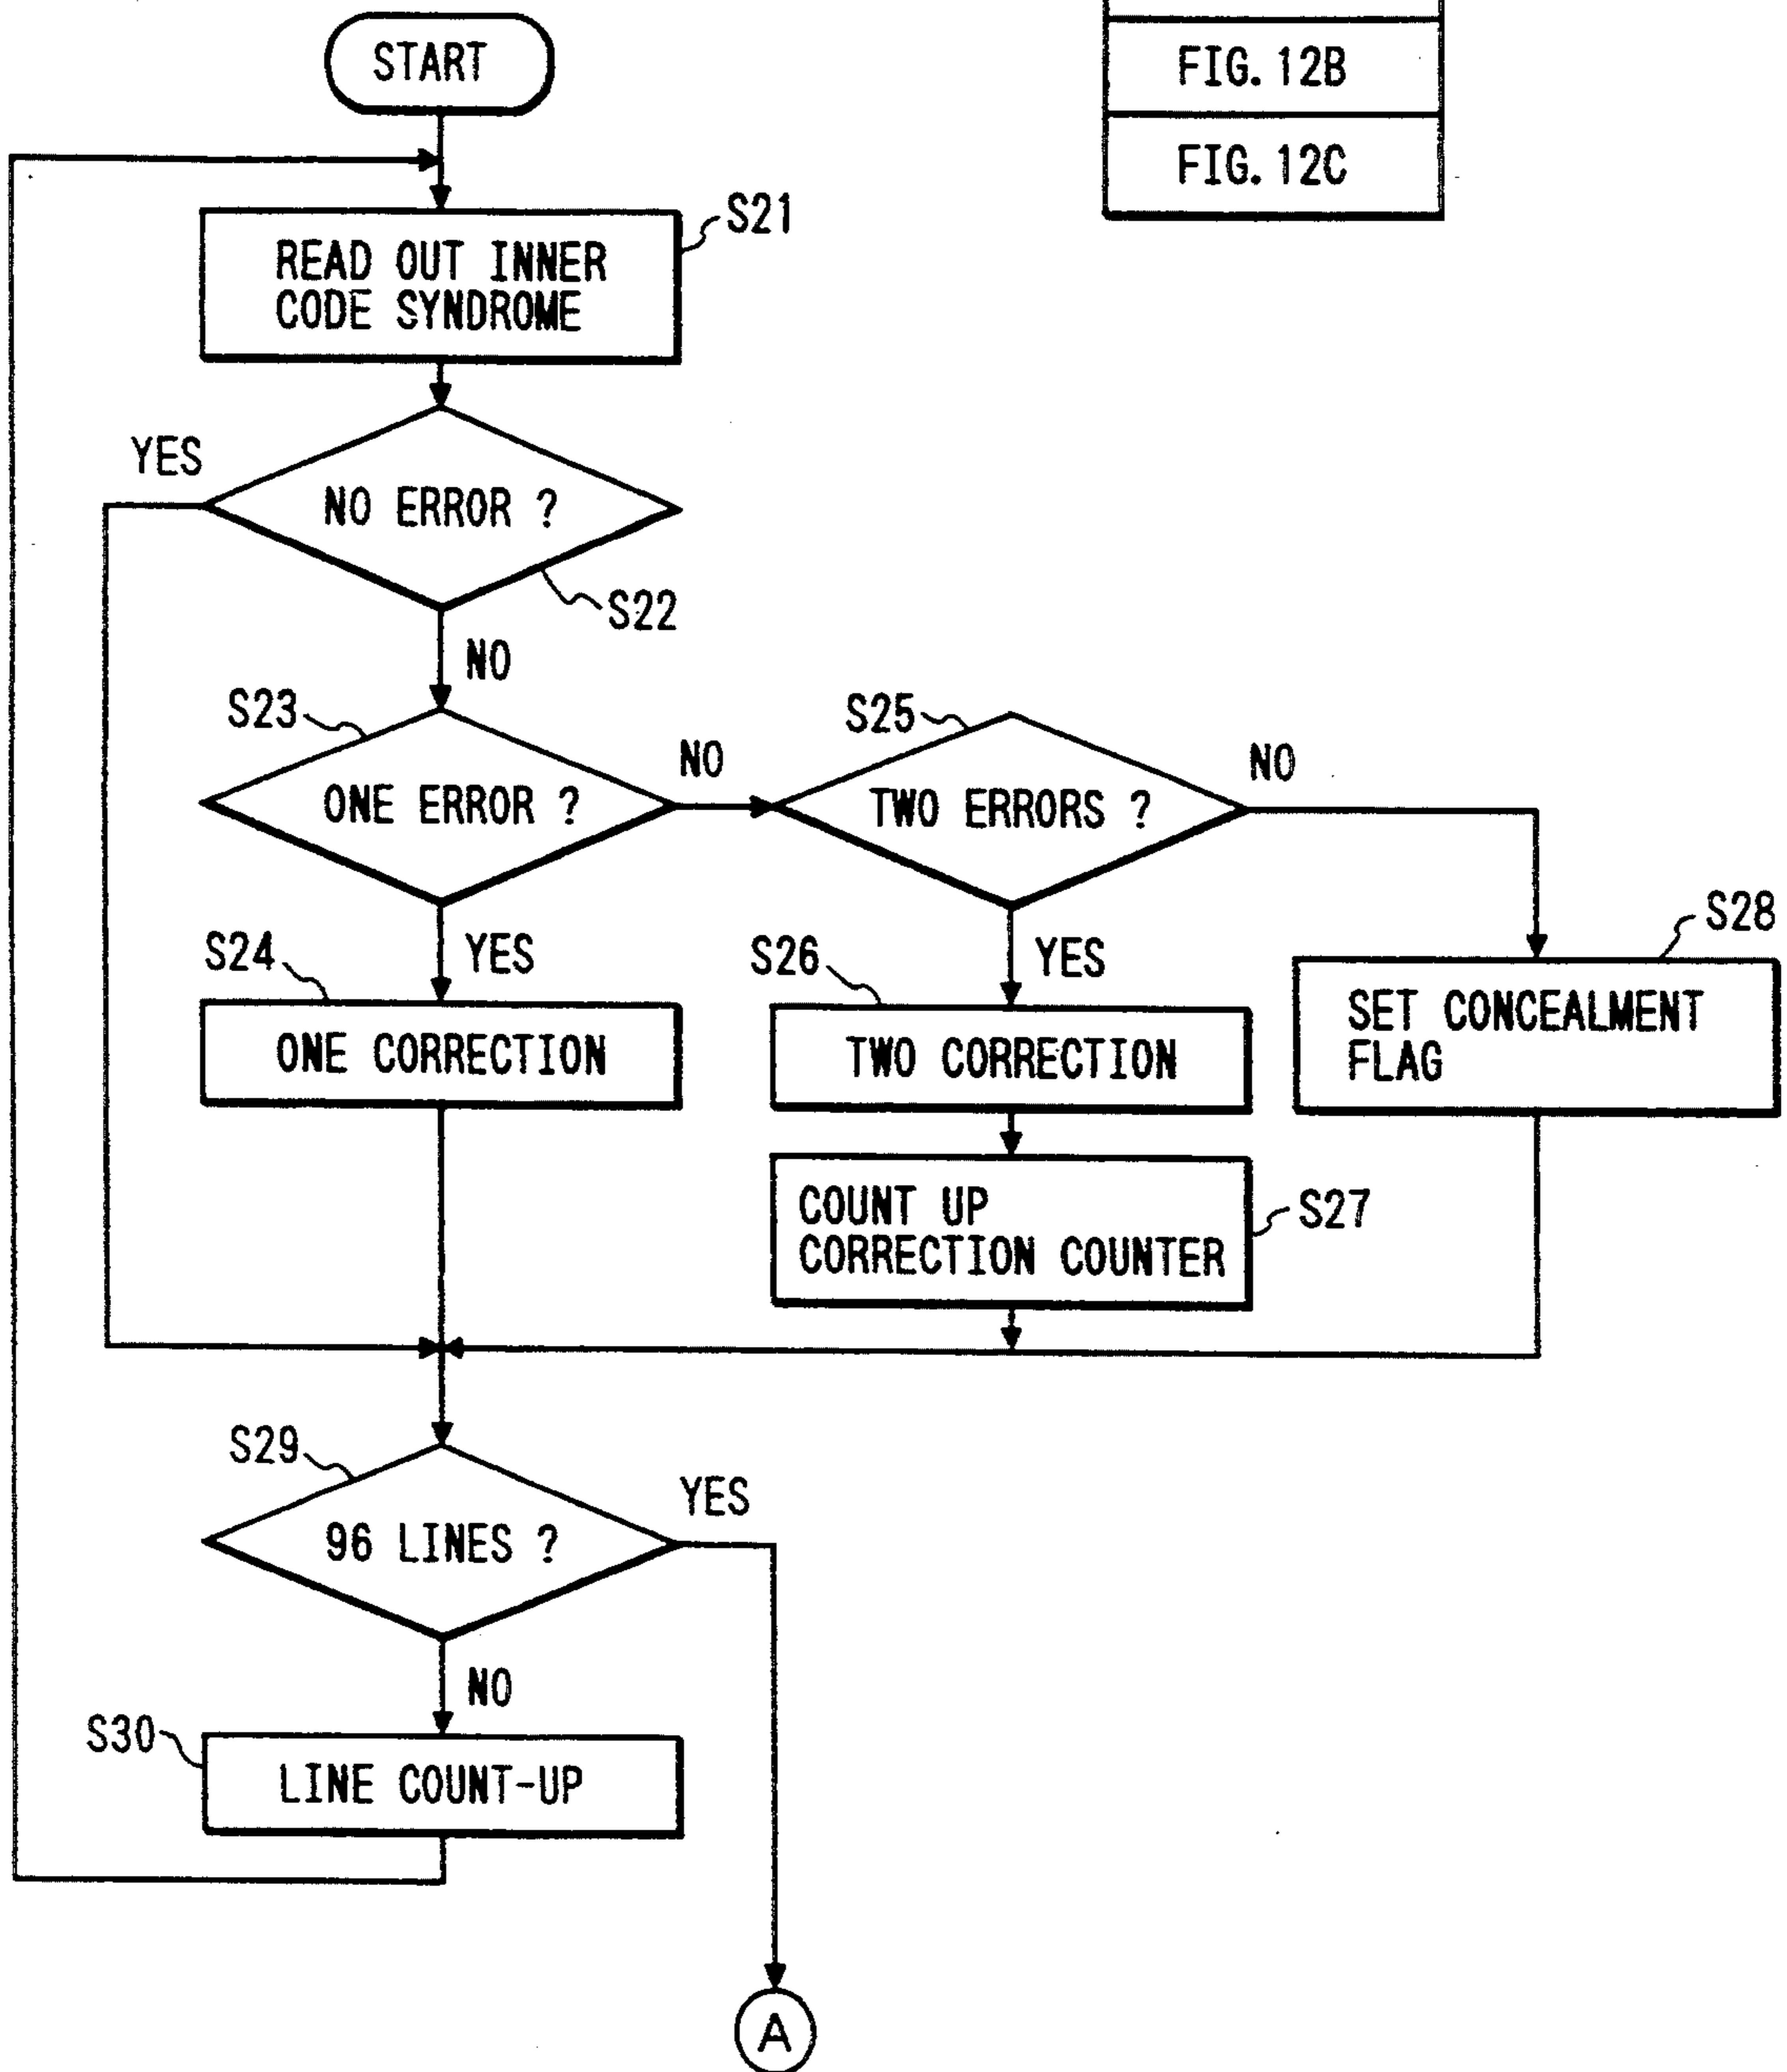 START
FIG. 12B
FIG. 12C
S21
READ OUT INNER
CODE SYNDROME
YES
NO ERROR ?
S22
NO
S23
ONE ERROR ?
NO
S25
TWO ERRORS ?
NO
S24
YES
ONE CORRECTION
S26
YES
TWO CORRECTION
S28
SET CONCEALMENT
FLAG
COUNT UP
CORRECTION COUNTER
S27
S29
96 LINES ?
YES
NO
S30
LINE COUNT-UP
A